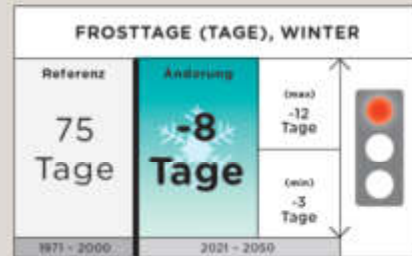 FROSTTAGE (TAGE), WINTER
Referenz
Änderung
75
Tage
-8
Tage
(max)
-12
Tage
(min)
-3
Tage
1971 - 2000
2021 - 2050